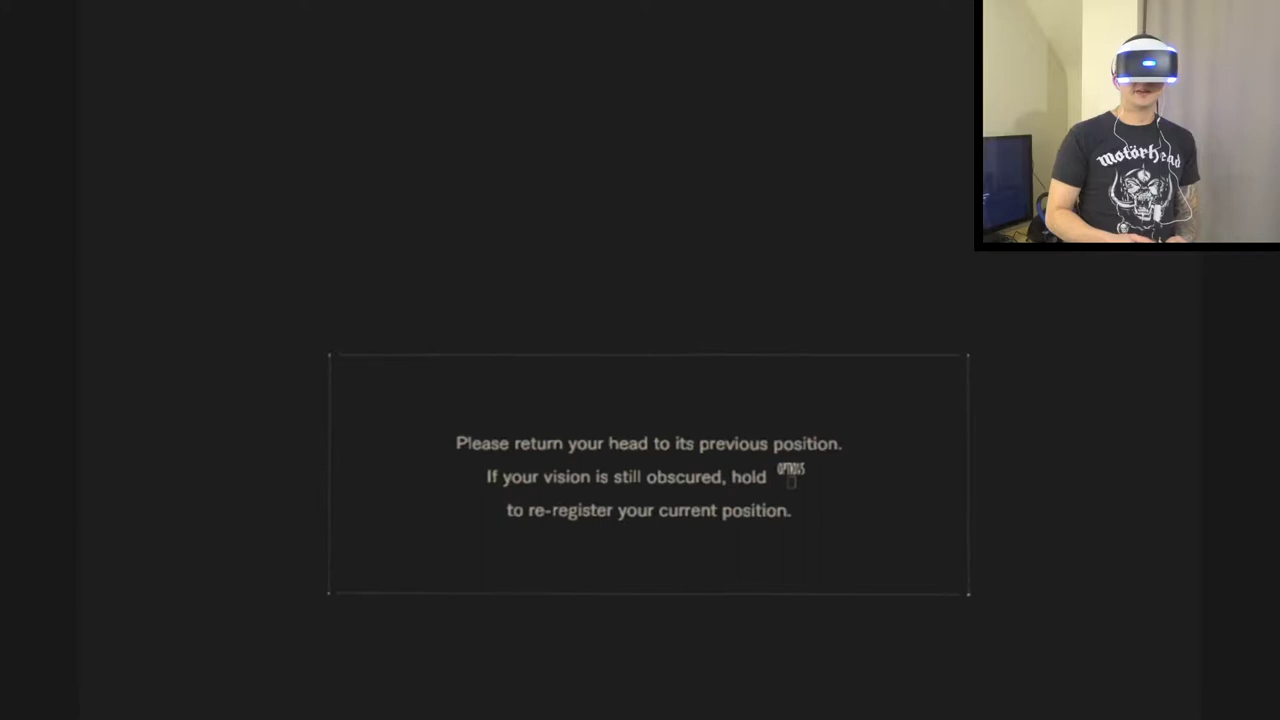 Motörhead
Please return your head to its previous position.
If your vision is still obscured, hold OPTIONS
to re-register your current position.